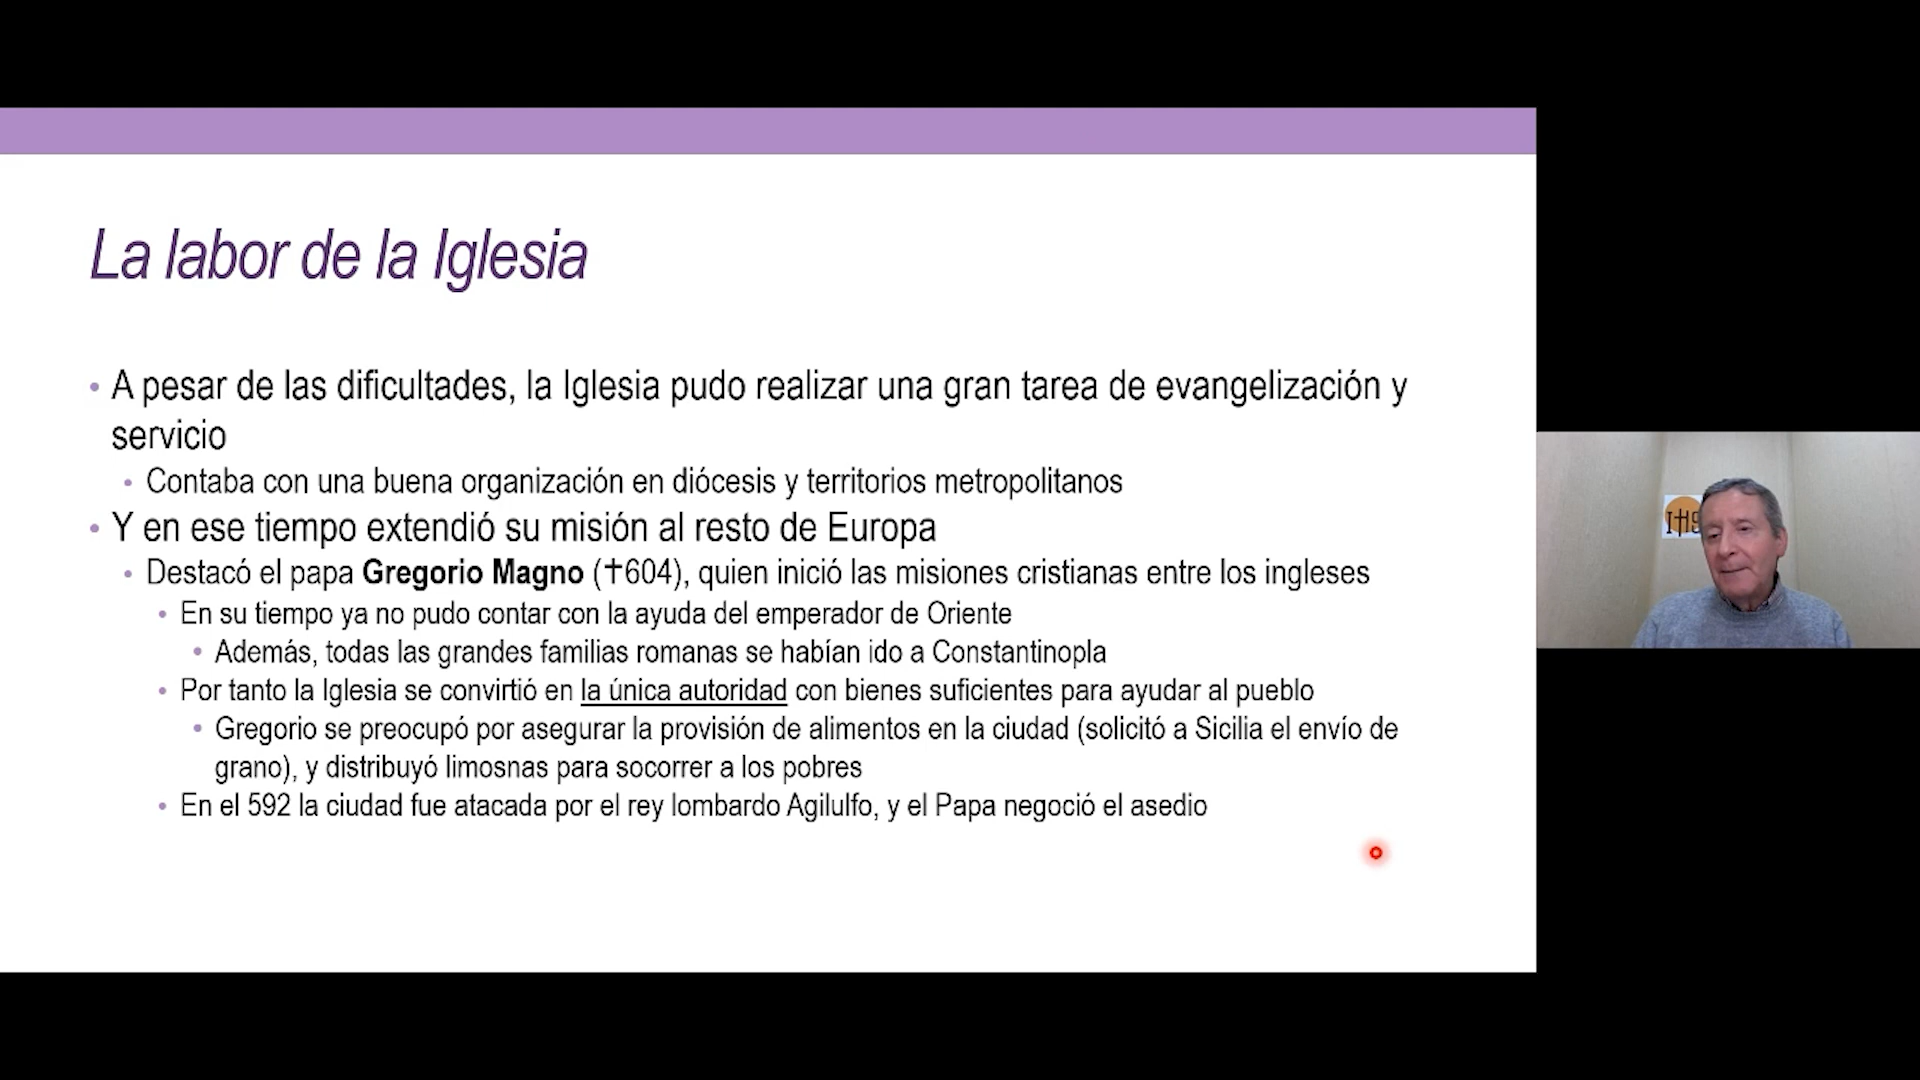 La labor de la Iglesia
• A pesar de las dificultades, la Iglesia pudo realizar una gran tarea de evangelización y
servicio
• Contaba con una buena organización en diócesis y territorios metropolitanos
• Y en ese tiempo extendió su misión al resto de Europa
• Destacó el papa Gregorio Magno (✝604), quien inició las misiones cristianas entre los ingleses
• En su tiempo ya no pudo contar con la ayuda del emperador de Oriente
• Además, todas las grandes familias romanas se habían ido a Constantinopla
• Por tanto la Iglesia se convirtió en la única autoridad con bienes suficientes para ayudar al pueblo
• Gregorio se preocupó por asegurar la provisión de alimentos en la ciudad (solicitó a Sicilia el envío de
grano), y distribuyó limosnas para socorrer a los pobres
• En el 592 la ciudad fue atacada por el rey lombardo Agilulfo, y el Papa negoció el asedio
IHS